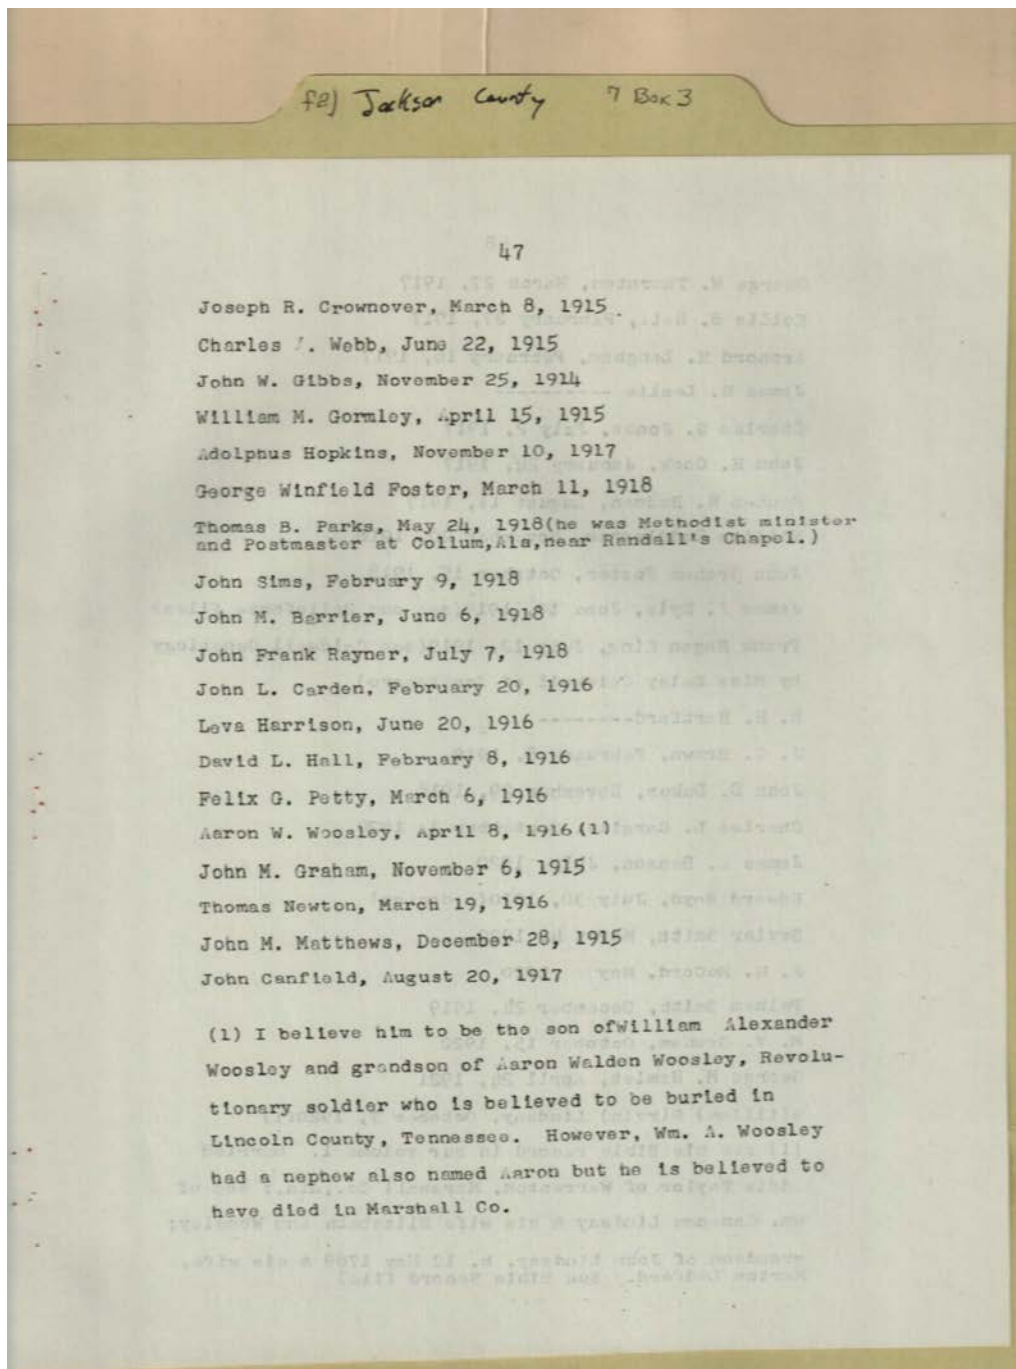 f2) Jackson County 7 Box 3
47
Joseph R. Crownover, March 8, 1915.
Charles . Webb, June 22, 1915
John W. Gibbs, November 25, 1914
William M. Gormley, April 15, 1915
Adolphus Hopkins, November 10, 1917
George Winfield Foster, March 11, 1918
Thomas B. Parks, May 24, 1918(he was Methodist minister
and Postmaster at Collum,Ala,near Randall's Chapel.)
John Sims, February 9, 1918
John M. Barrier, June 6, 1918
John Frank Rayner, July 7, 1918
John L. Carden, February 20, 1916
Leva Harrison, June 20, 1916
David L. Hall, February 8, 1916
Felix G. Petty, March 6, 1916
Aaron W. Woosley, April 8, 1916(1)
John M. Graham, November 6, 1915
Thomas Newton, March 19, 1916
John M. Matthews, December 28, 1915
John Canfield, August 20, 1917
(1) I believe him to be the son ofWilliam Alexander
Woosley and grandson of Aaron Walden Woosley, Revolu-
tionary soldier who is believed to be buried in
Lincoln County, Tennessee. However, Wm. A. Woosley
had a nephew also named Aaron but he is believed to
have died in Marshall Co.